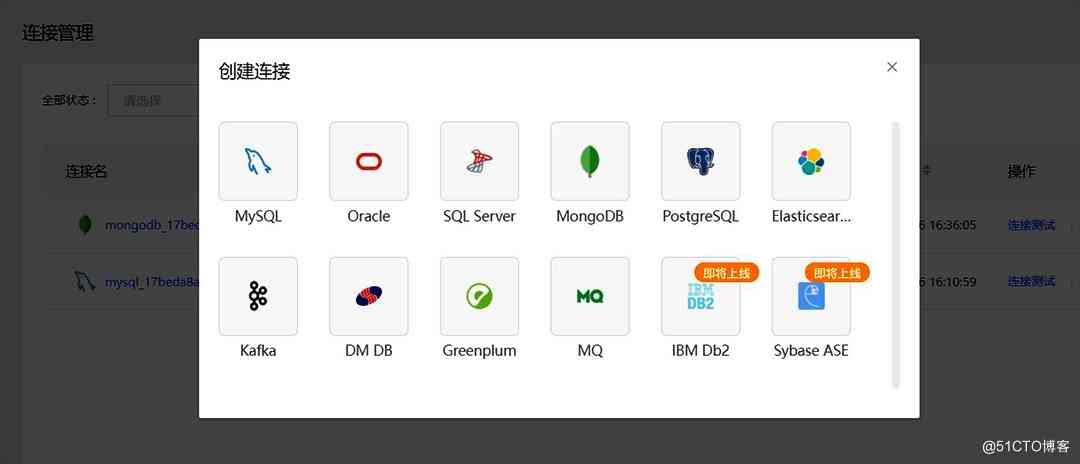 连接管理
创建连接
全部状态：
请选择
连接名
操作
MySQL
Oracle
SQL Server
MongoDB
PostgreSQL
Elasticsear...
mongodb_17bed
6 16:36:05
连接测试
mysql_17beda8a
6 16:10:59
连接测试
即将上线
即将上线
MQ
IBM
DB2
Kafka
DM DB
Greenplum
MQ
IBM Db2
Sybase ASE
@51CTO博客